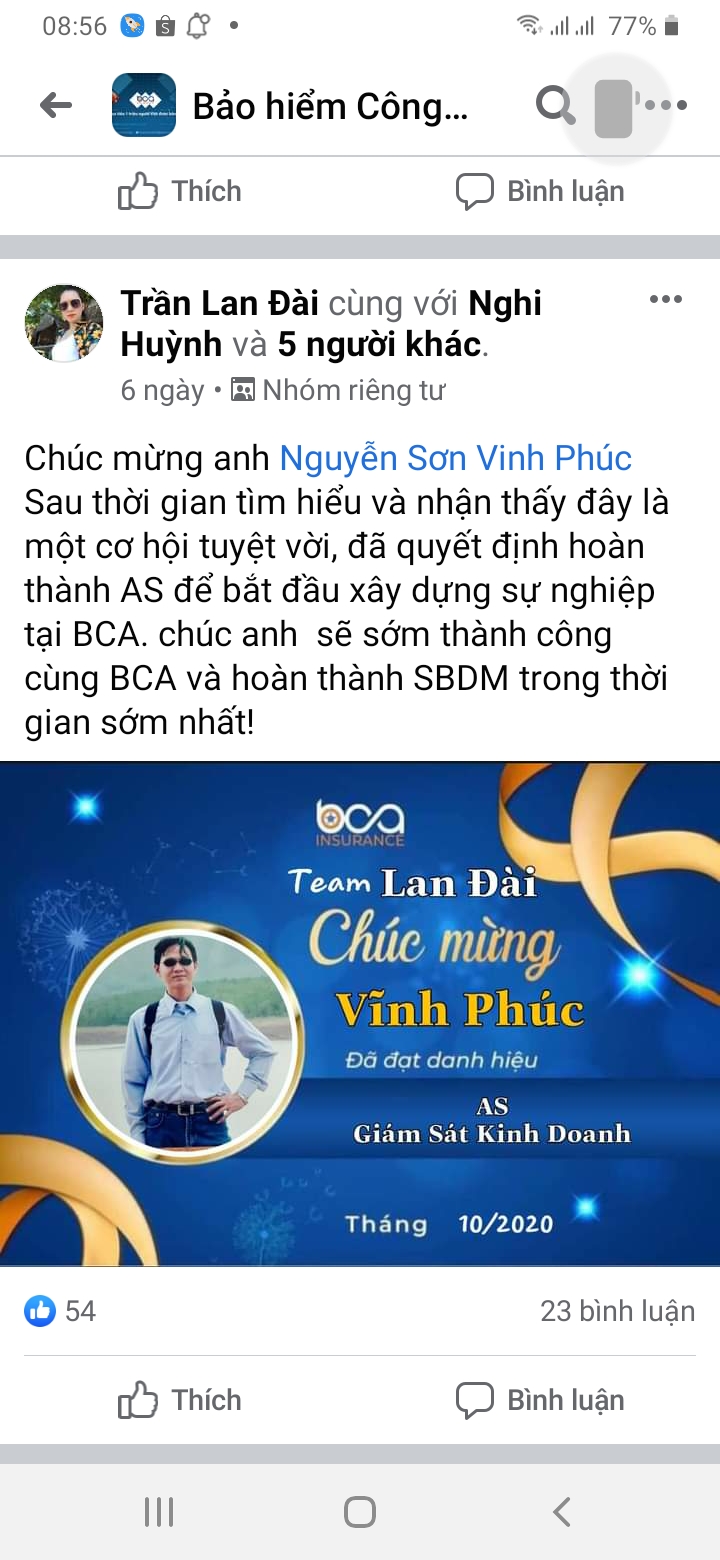 08:56
77%
Bảo hiểm Công...
Thích
Bình luận
Trần Lan Đài cùng với Nghi
Huỳnh và 5 người khác.
6 ngày • Nhóm riêng tư
Chúc mừng anh Nguyễn Sơn Vinh Phúc
Sau thời gian tìm hiểu và nhận thấy đây là
một cơ hội tuyệt vời, đã quyết định hoàn
thành AS để bắt đầu xây dựng sự nghiệp
tại BCA. chúc anh  sẽ sớm thành công
cùng BCA và hoàn thành SBDM trong thời
gian sớm nhất!
bca
INSURANCE
Team Lan Đài
Chúc mừng
Vĩnh Phúc
Đã đạt danh hiệu
AS
Giám Sát Kinh Doanh
Tháng 10/2020
54
23 bình luận
Thích
Bình luận